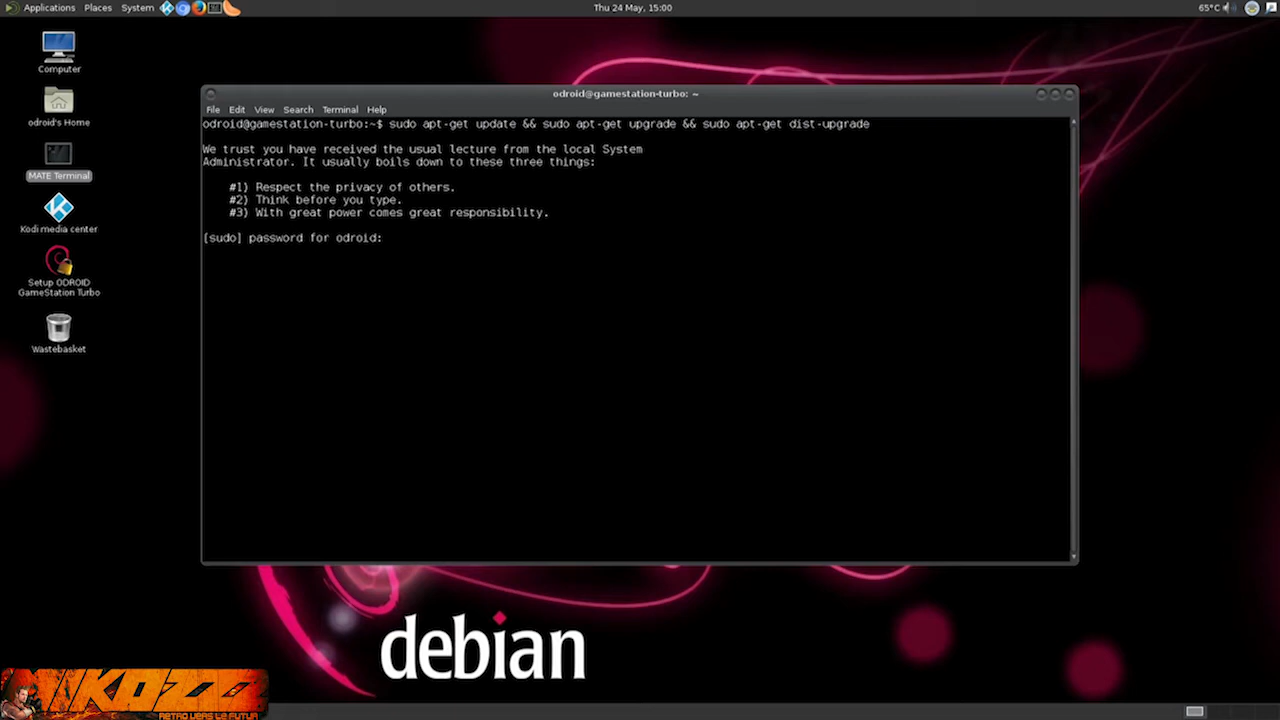 Applications Places System Thu 24 May, 15:00 65°C
Computer
odroid's Home
MATE Terminal
Kodi media center
Setup ODROID
GameStation Turbo
Wastebasket
odroid@gamestation-turbo: ~
File Edit View Search Terminal Help
odroid@gamestation-turbo:~$ sudo apt-get update && sudo apt-get upgrade && sudo apt-get dist-upgrade
We trust you have received the usual lecture from the local System
Administrator. It usually boils down to these three things:
#1) Respect the privacy of others.
#2) Think before you type.
#3) With great power comes great responsibility.
[sudo] password for odroid:
debian
RETRO VERS LE FUTUR